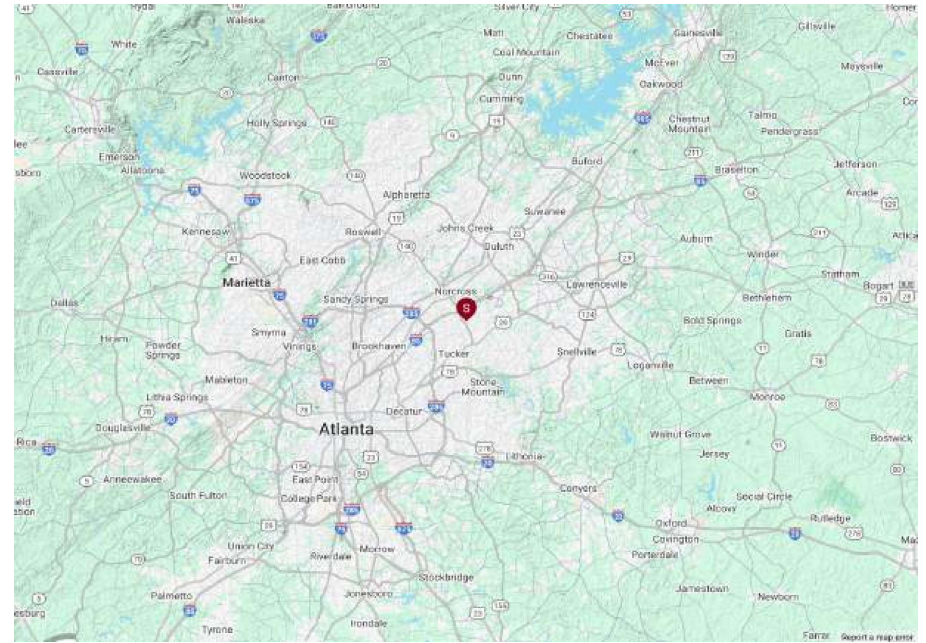 Silver City
Homer
Waleska
Matt
Chestatee
Gainesville
Gillsville
White
Coal Mountain
McEver
Maysville
Cassville
Canton
Dunn
Oakwood
Cumming
Cartersville
Holly Springs
Chestnut
Mountain
Talmo
Pendergrass
Emerson
Allatoona
Woodstock
Buford
Braselton
Jefferson
Alpharetta
Arcade
Suwanee
Kennesaw
Roswell
Johns Creek
Duluth
Auburn
East Cobb
Winder
Statham
Marietta
Norcross
Lawrenceville
Bogart
Dallas
Sandy Springs
S
Bethlehem
Smyrna
Bold Springs
Gratis
Hiram
Powder
Springs
Vinings
Brookhaven
Tucker
Snellville
Loganville
Mableton
Stone
Mountain
Between
Lithia Springs
Monroe
Decatur
Douglasville
Atlanta
Walnut Grove
Bostwick
Jersey
Lithonia
Anneewakee
East Point
Conyers
South Fulton
College Park
Social Circle
Alcovy
Oxford
Rutledge
Covington
Union City
Fairburn
Riverdale
Morrow
Porterdale
Stockbridge
Palmetto
Jonesboro
Jamestown
Newborn
Tyrone
Irondale
Farrar
Report a map error